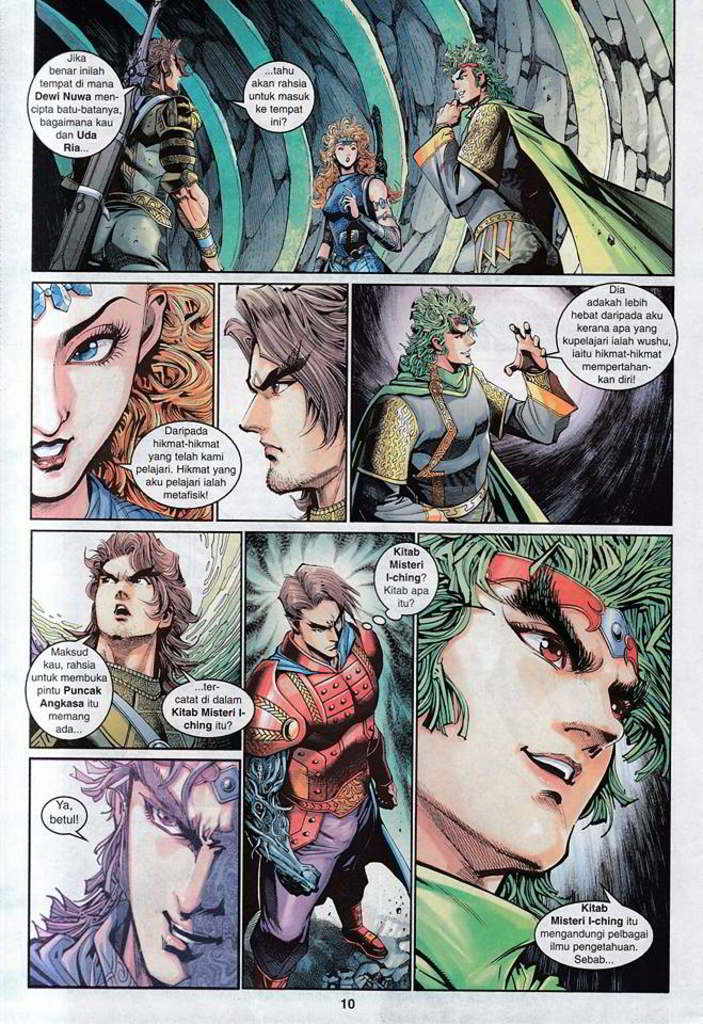 Jika
benar inilah
tempat di mana
Dewi Nuwa men-
cipta batu-batanya,
bagaimana kau
dan Uda
Ria...
...tahu
akan rahsia
untuk masuk
ke tempat
ini?
Daripada
hikmat-hikmat
yang telah kami
pelajari. Hikmat yang
aku pelajari ialah
metafisik!
Dia
adakah lebih
hebat daripada aku
kerana apa yang
kupelajari ialah wushu,
iaitu hikmat-hikmat
mempertahan-
kan diri!
Maksud
kau, rahsia
untuk membuka
pintu Puncak
Angkasa itu
memang
ada...
...ter-
catat di dalam
Kitab Misteri I-
ching itu?
Kitab
Misteri
I-ching?
Kitab apa
itu?
Ya,
betul!
Kitab
Misteri I-ching itu
mengandungi pelbagai
ilmu pengetahuan.
Sebab...
10